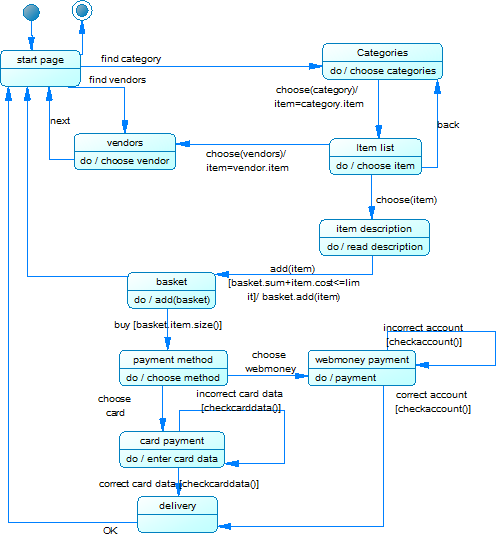 start page
find category
find vendors
Categories
do / choose categories
choose(category)/
item=category.item
next
back
vendors
do / choose vendor
choose(vendors)/
item=vendor.item
Item list
do / choose item
choose(item)
item description
do / read description
add(item)
[basket.sum+item.cost<=lim
it]/ basket.add(item)
basket
do / add(basket)
buy [basket.item.size()]
incorrect account
[checkaccount()]
payment method
do / choose method
choose
webmoney
webmoney payment
do / payment
choose
card
incorrect card data
[checkcarddata()]
correct account
[checkaccount()]
card payment
do / enter card data
correct card data [checkcarddata()]
delivery
OK